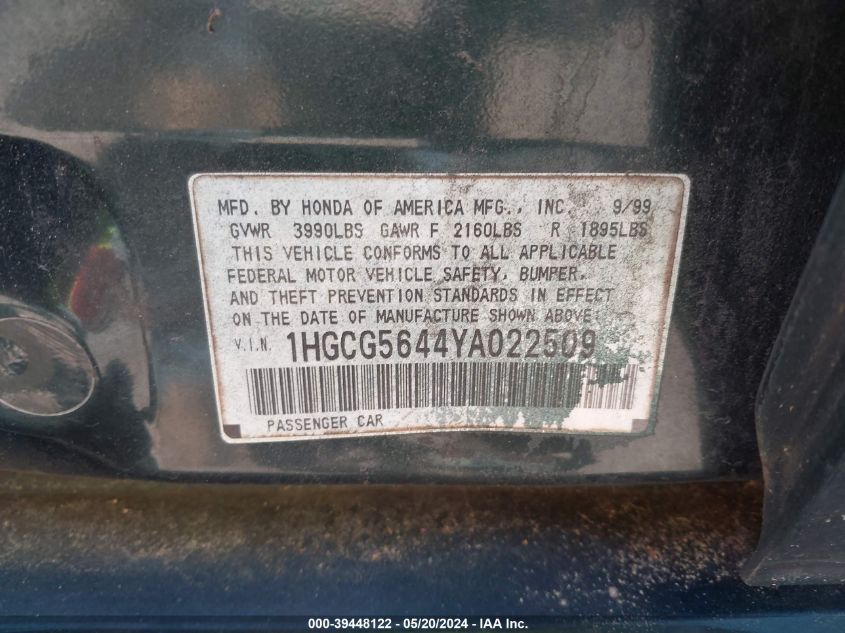 MFD. BY HONDA OF AMERICA MFG., INC. 9/99
GVWR 3990LBS GAWR F 2160LBS R 1895LBS
THIS VEHICLE CONFORMS TO ALL APPLICABLE
FEDERAL MOTOR VEHICLE SAFETY, BUMPER,
AND THEFT PREVENTION STANDARDS IN EFFECT
ON THE DATE OF MANUFACTURE SHOWN ABOVE.
V.I.N. 1HGCG5644YA022509
PASSENGER CAR
000-39448122 - 05/20/2024 - IAA Inc.